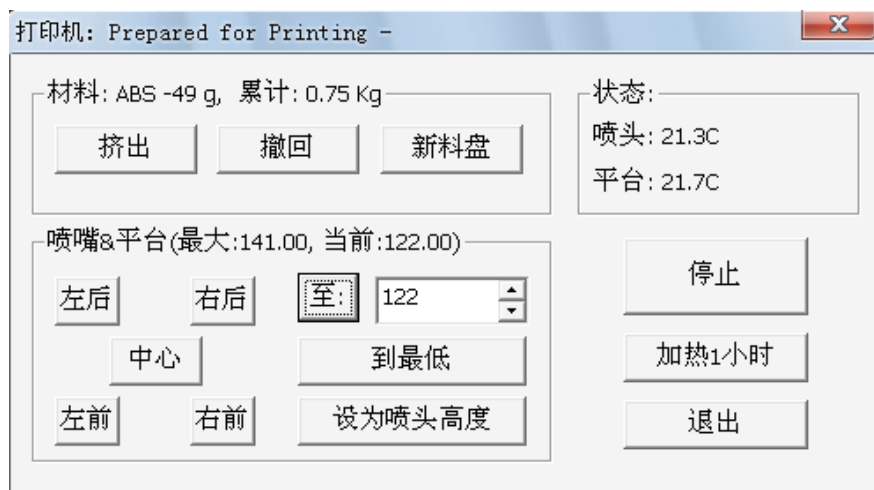 打印机: Prepared for Printing -
材料: ABS -49 g, 累计: 0.75 Kg
挤出
撤回
新料盘
状态:
喷头: 21.3C
平台: 21.7C
喷嘴&平台(最大:141.00, 当前:122.00)
左后
右后
至:
122
中心
到最低
左前
右前
设为喷头高度
停止
加热1小时
退出